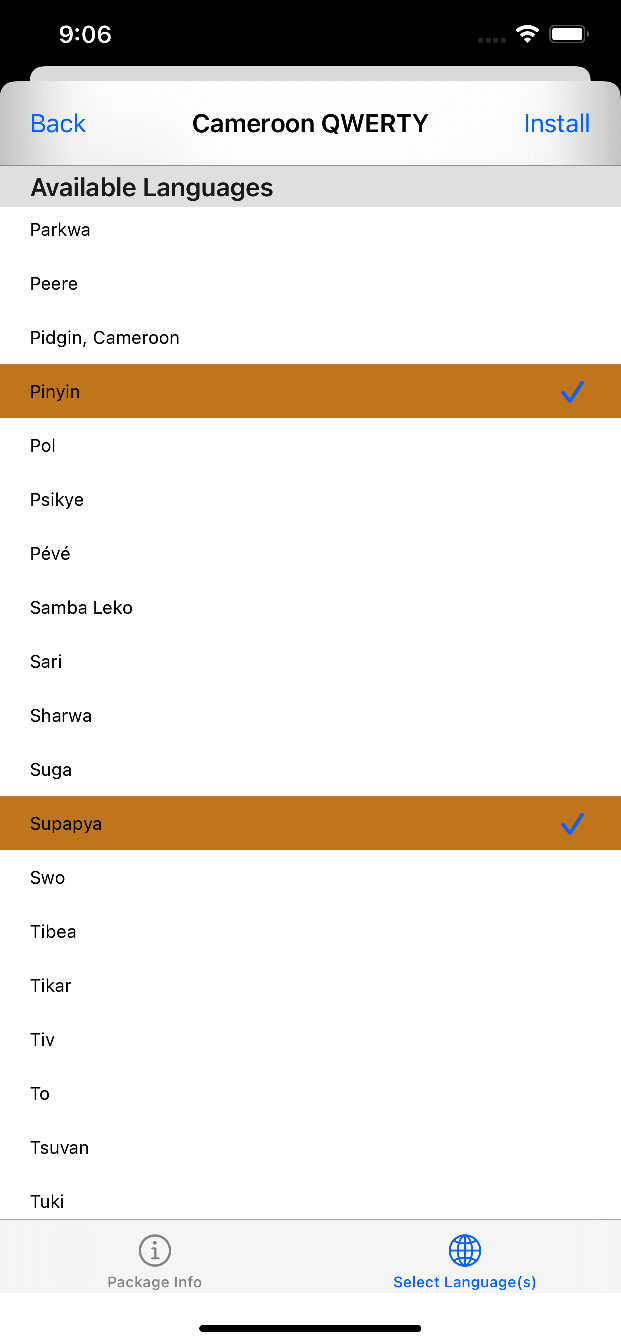 9:06
Back
Cameroon QWERTY
Install
Available Languages
Parkwa
Peere
Pidgin, Cameroon
Pinyin
Pol
Psikye
Pévé
Samba Leko
Sari
Sharwa
Suga
Supapya
Swo
Tibea
Tikar
Tiv
To
Tsuvan
Tuki
Package Info
Select Language(s)